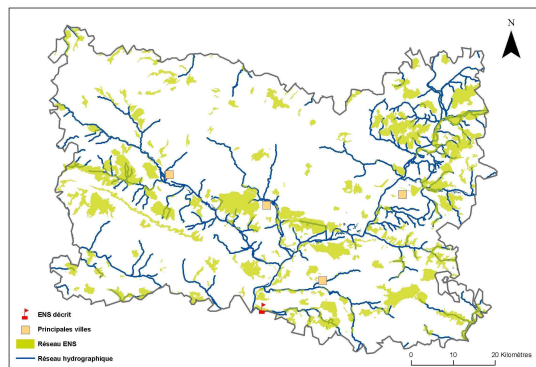 N
ENS décrit
Principales villes
Réseau ENS
Réseau hydrographique
0 10 20 Kilomètres